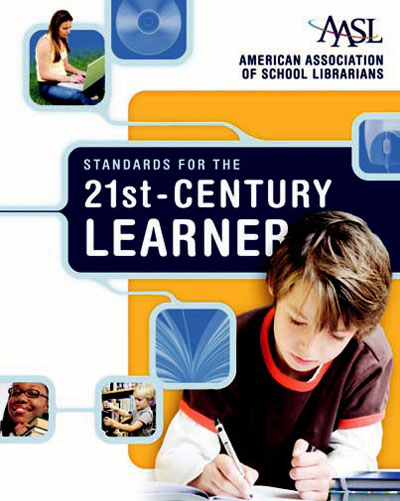 AASL
AMERICAN ASSOCIATION
OF SCHOOL LIBRARIANS
STANDARDS FOR THE
21st-CENTURY
LEARNER